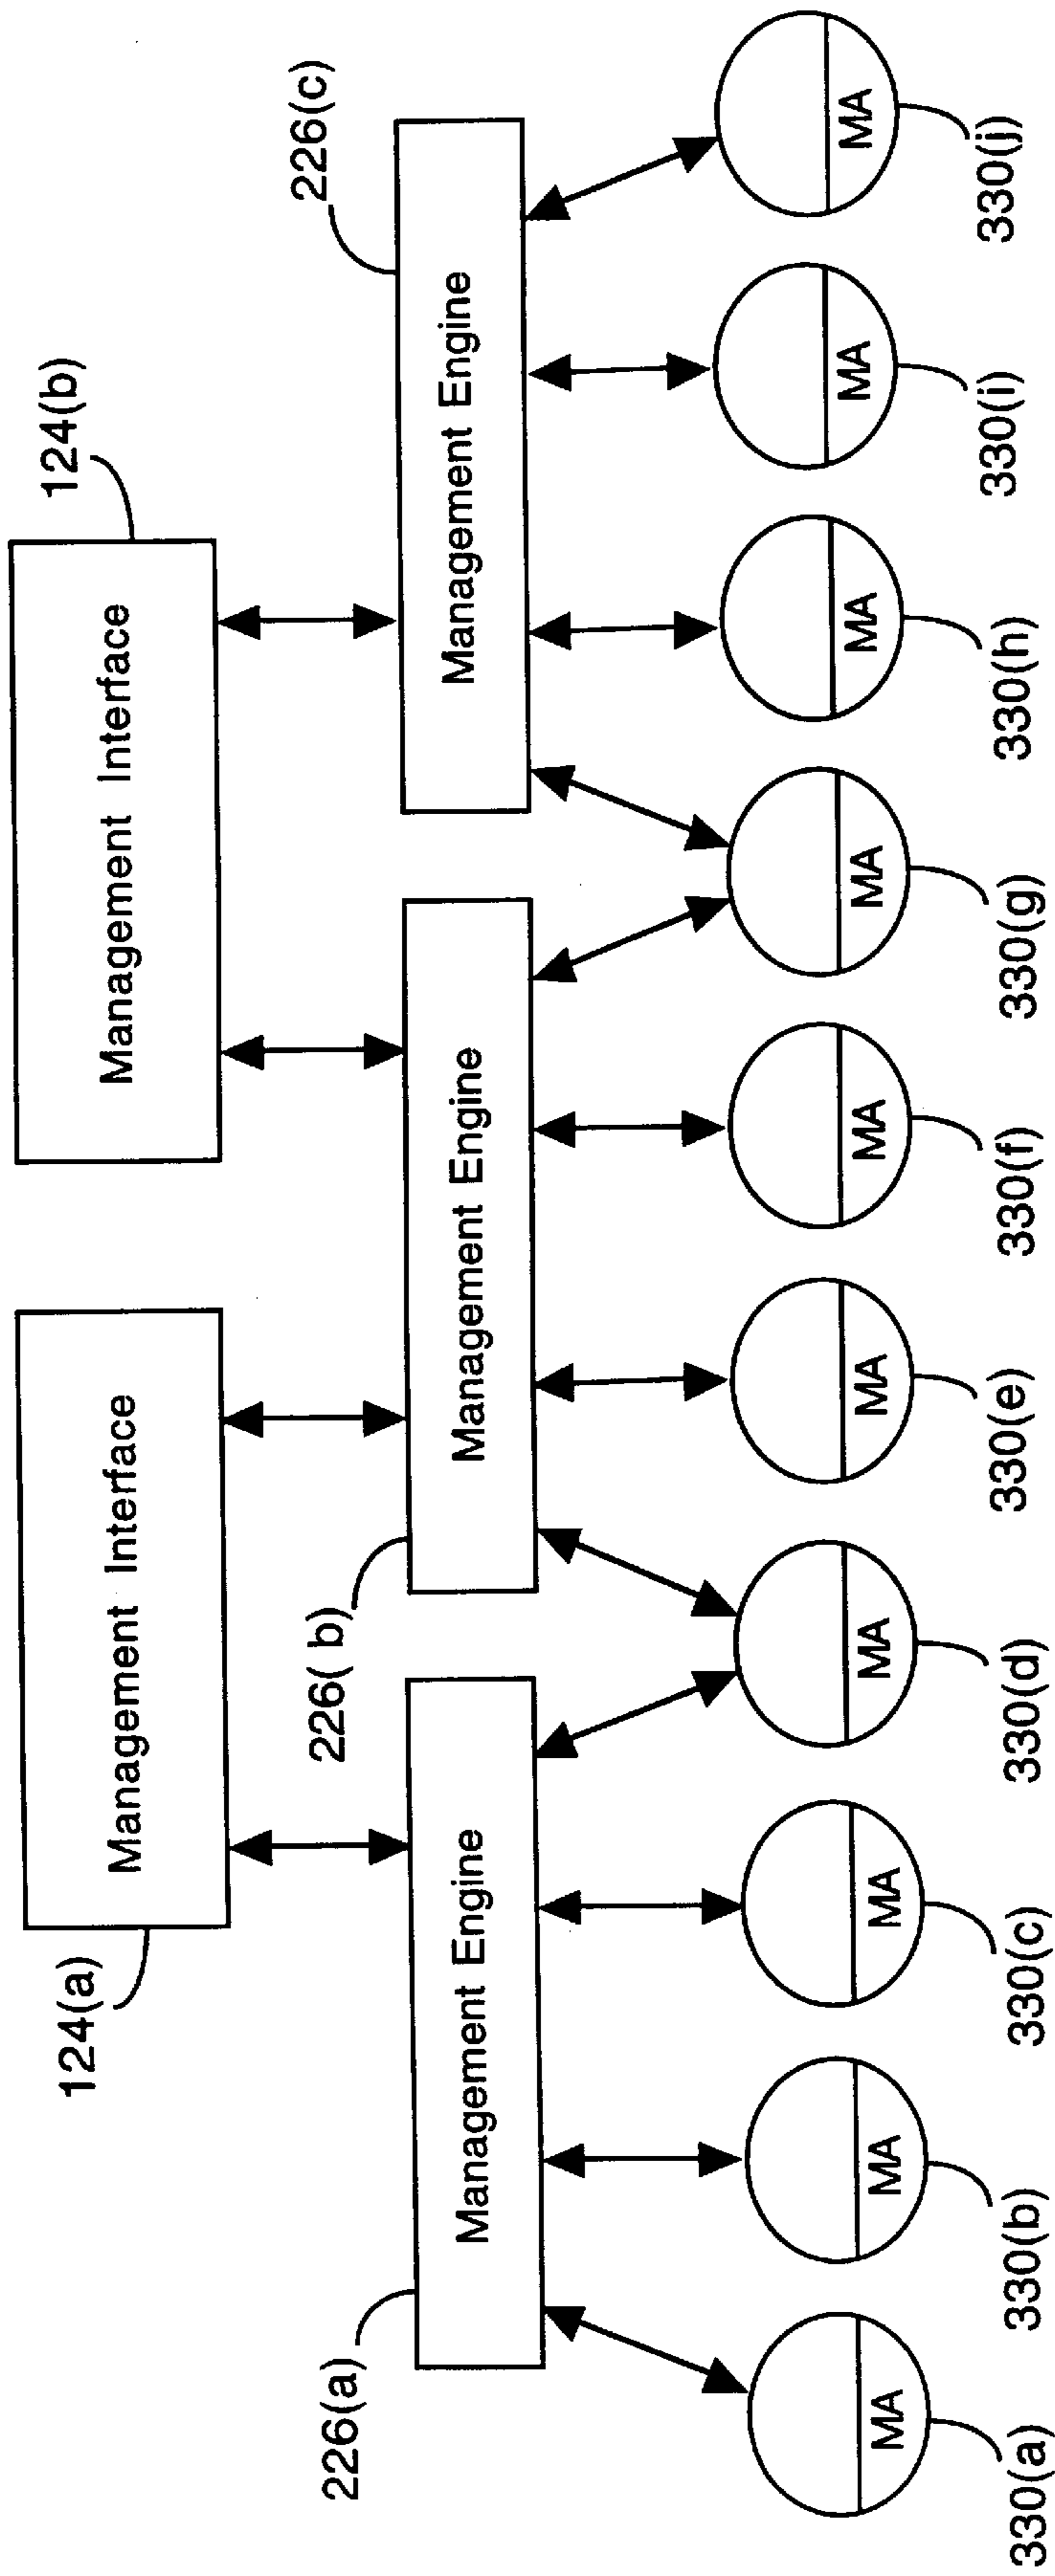 124(a)
Management Interface
Management Interface
124(b)
226(a)
Management Engine
226( b)
Management Engine
Management Engine
226(c)
MA
MA
MA
MA
MA
MA
MA
MA
MA
MA
330(a)
330(b)
330(c)
330(d)
330(e)
330(f)
330(g)
330(h)
330(i)
330(j)